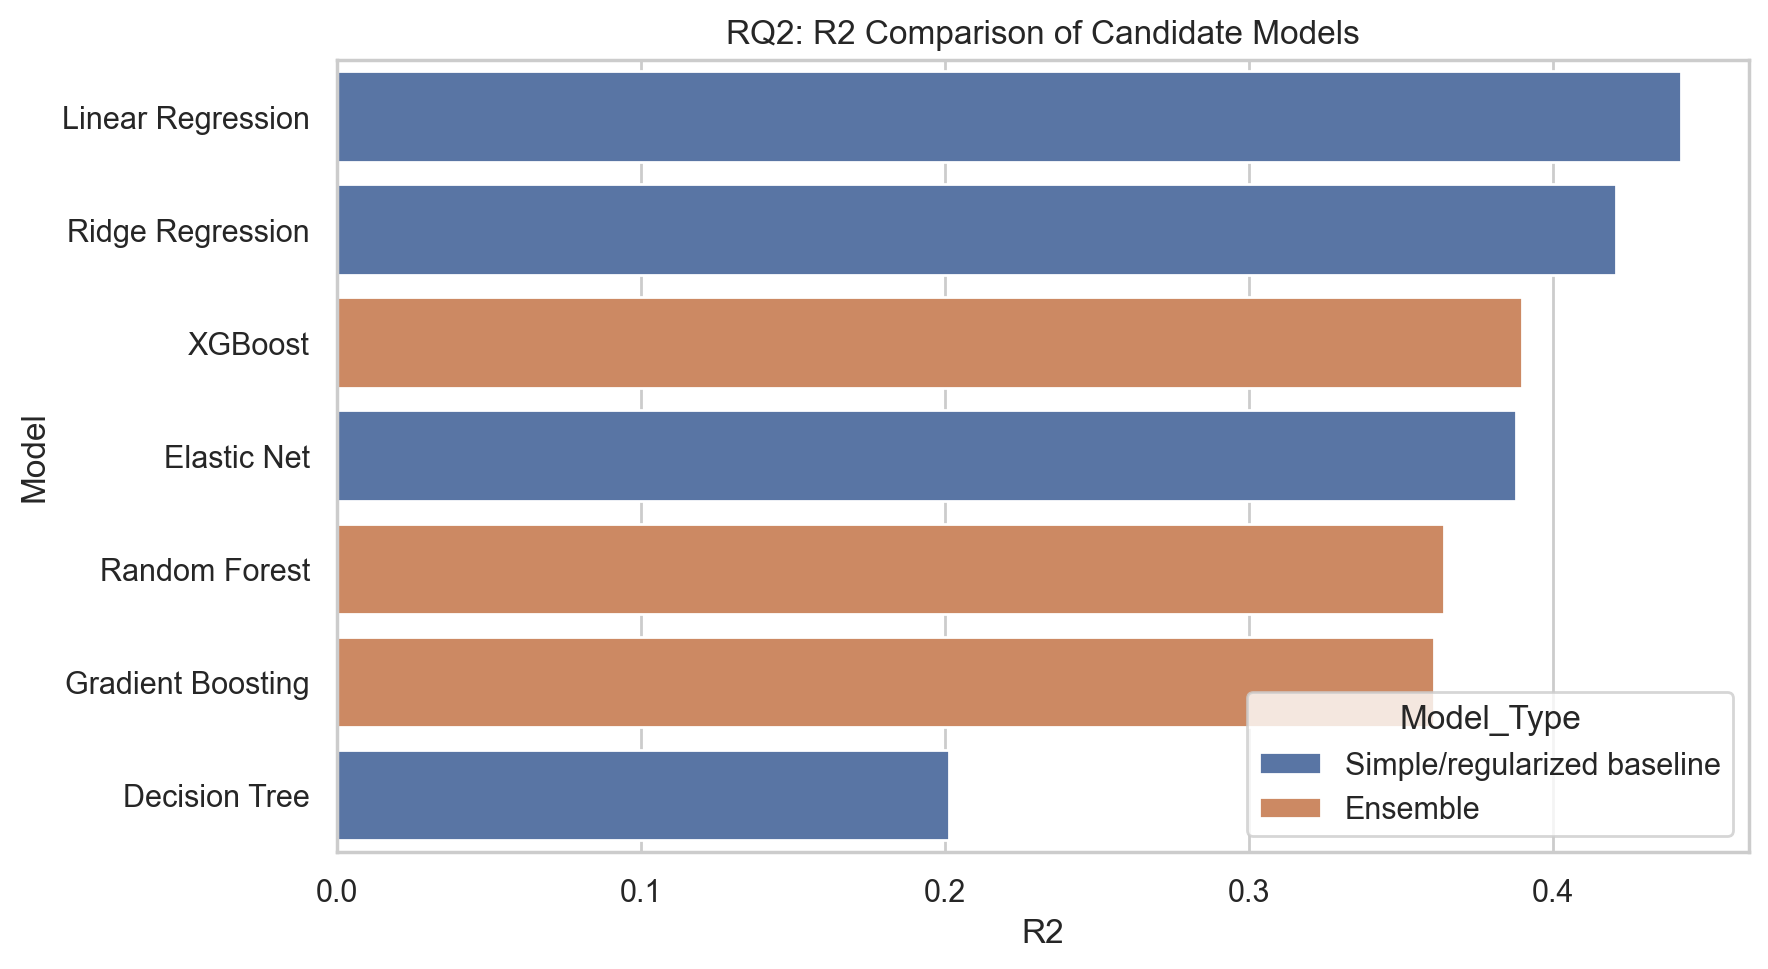 RQ2: R2 Comparison of Candidate Models
Model
Linear Regression
Ridge Regression
XGBoost
Elastic Net
Random Forest
Gradient Boosting
Decision Tree
Model_Type
Simple/regularized baseline
Ensemble
0.0 0.1 0.2 0.3 0.4
R2